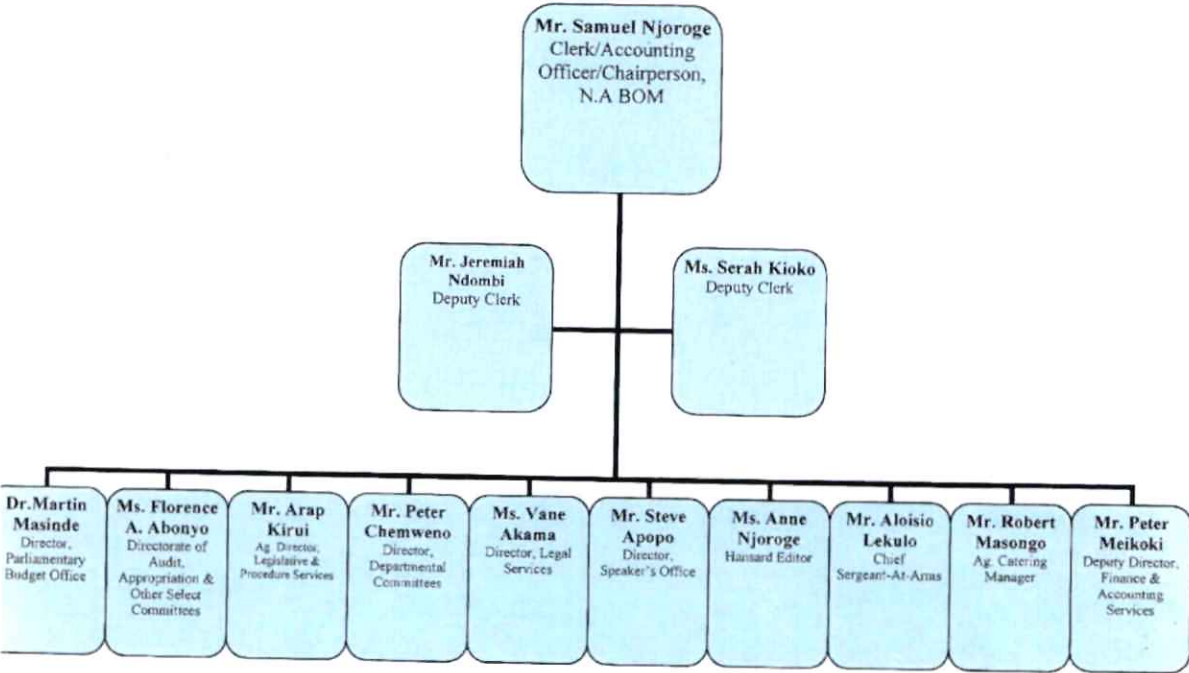 Mr. Samuel Njoroge
Clerk/Accounting
Officer/Chairperson,
N.A BOM
Mr. Jeremiah
Ndombi
Deputy Clerk
Ms. Serah Kioko
Deputy Clerk
Dr.Martin
Masinde
Director,
Parliamentary
Budget Office
Ms. Florence
A. Abonyo
Directorate of
Audit,
Appropriation &
Other Select
Committees
Mr. Arap
Kirui
Ag. Director,
Legislative &
Procedure Services
Mr. Peter
Chemweno
Director,
Departmental
Committees
Ms. Vane
Akama
Director, Legal
Services
Mr. Steve
Apopo
Director,
Speaker's Office
Ms. Anne
Njoroge
Hansard Editor
Mr. Aloisio
Lekulo
Chief
Sergeant-At-Arms
Mr. Robert
Masongo
Ag. Catering
Manager
Mr. Peter
Meikoki
Deputy Director,
Finance &
Accounting
Services